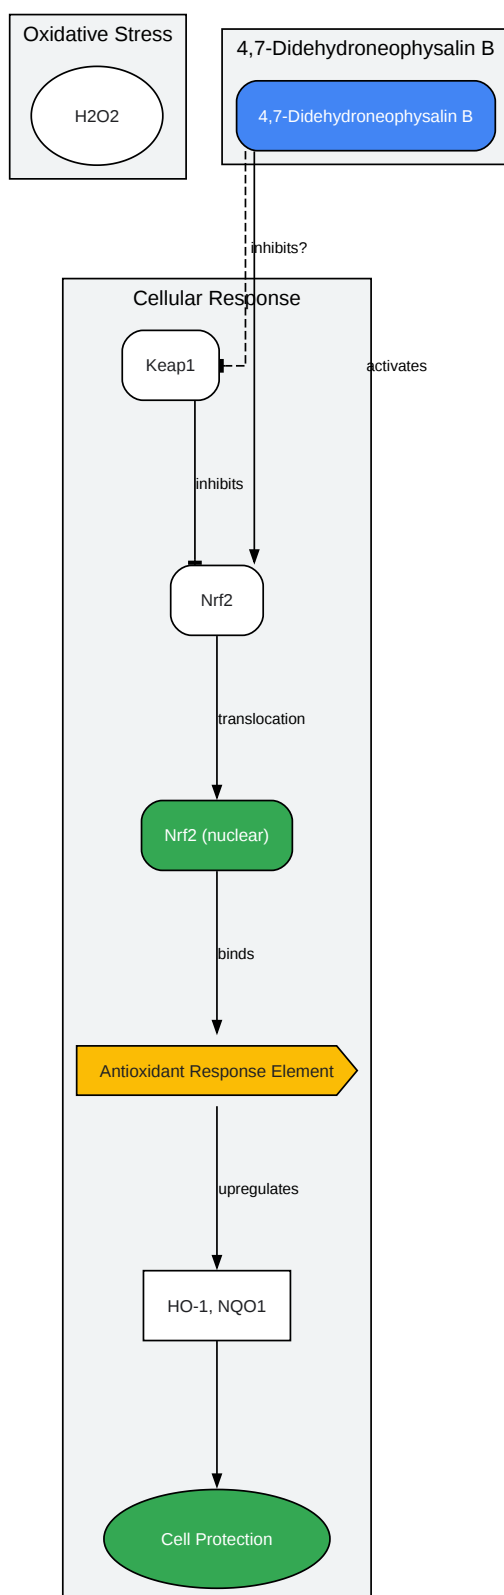 Oxidative Stress
H2O2
4,7-Didehydroneophysalin B
4,7-Didehydroneophysalin B
inhibits?
Cellular Response
Keap1
activates
inhibits
Nrf2
translocation
Nrf2 (nuclear)
binds
Antioxidant Response Element
upregulates
HO-1, NQO1
Cell Protection